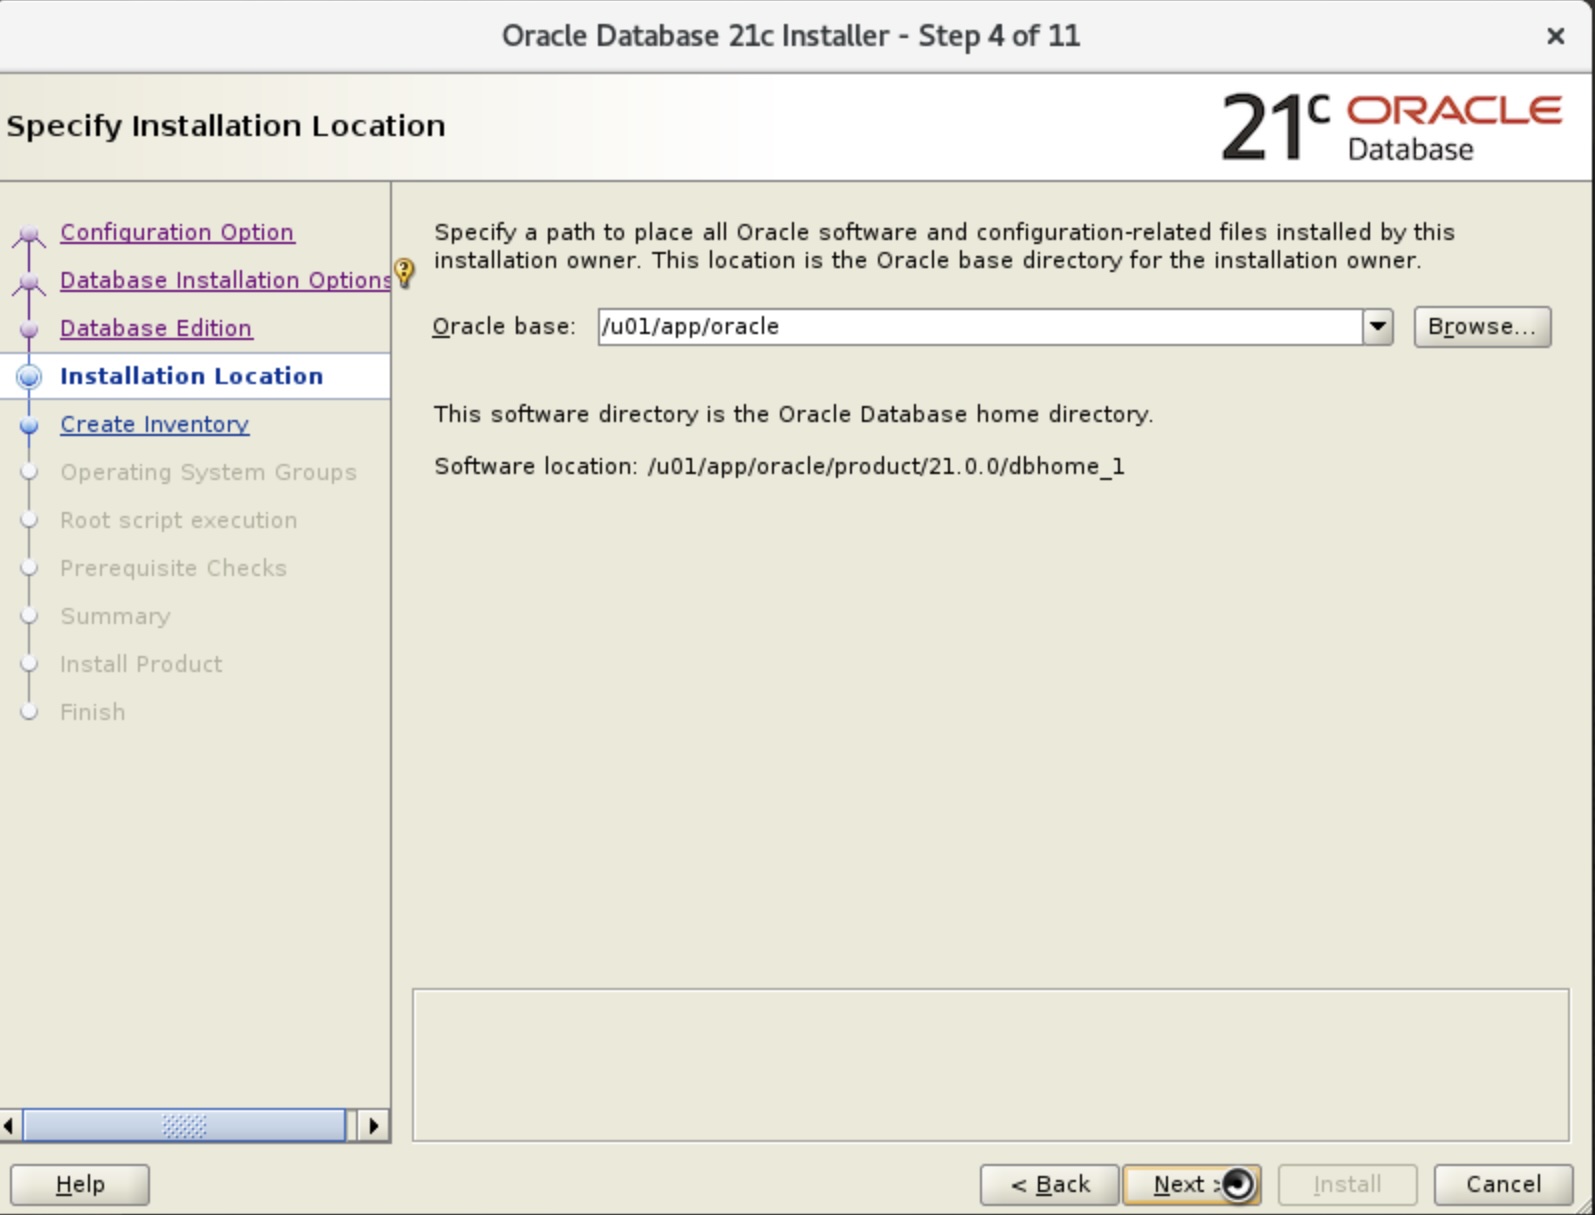 Oracle Database 21c Installer - Step 4 of 11
Specify Installation Location
21c ORACLE
Database
Configuration Option
Database Installation Options
Database Edition
Installation Location
Create Inventory
Operating System Groups
Root script execution
Prerequisite Checks
Summary
Install Product
Finish
Specify a path to place all Oracle software and configuration-related files installed by this
installation owner. This location is the Oracle base directory for the installation owner.
Oracle base: /u01/app/oracle Browse...
This software directory is the Oracle Database home directory.
Software location: /u01/app/oracle/product/21.0.0/dbhome_1
Help < Back Next > Install Cancel